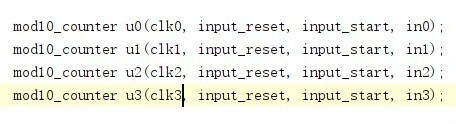 mod10_counter u0(clk0, input_reset, input_start, in0);
mod10_counter u1(clk1, input_reset, input_start, in1);
mod10_counter u2(clk2, input_reset, input_start, in2);
mod10_counter u3(clk3, input_reset, input_start, in3);